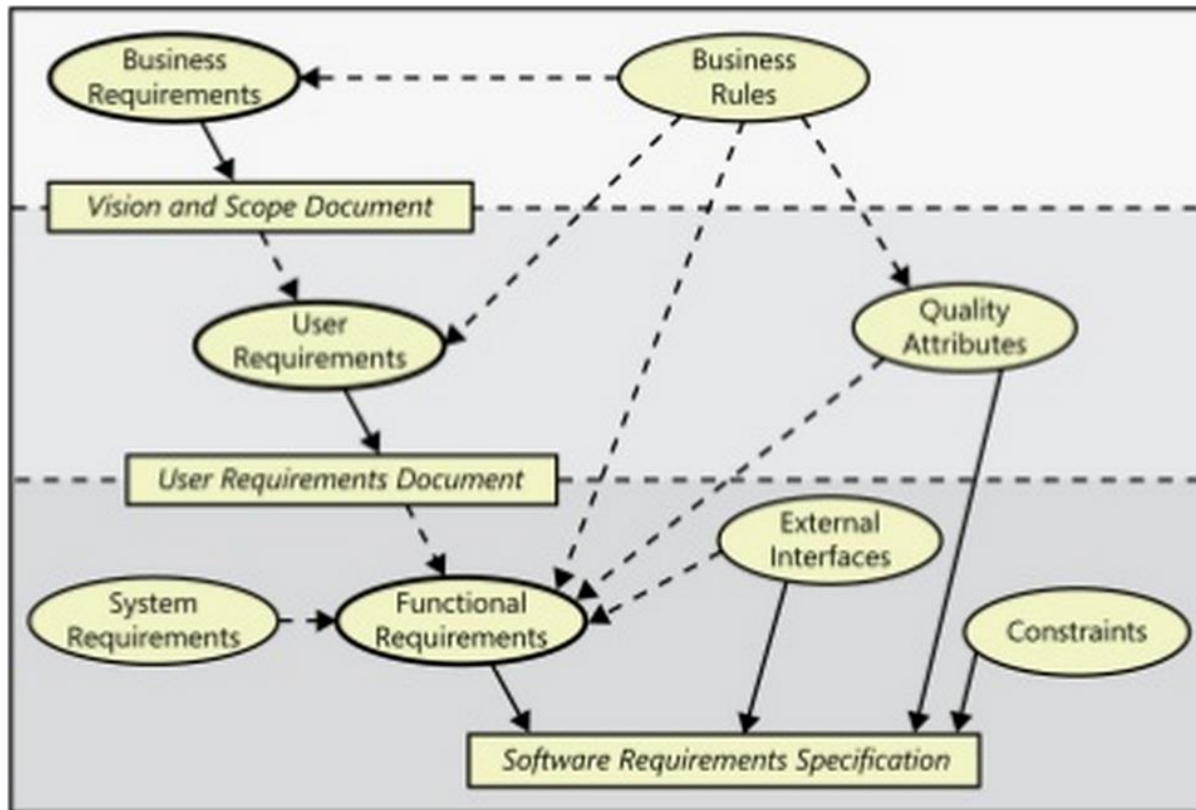 Business
Requirements
Business
Rules
Vision and Scope Document
User
Requirements
Quality
Attributes
User Requirements Document
External
Interfaces
System
Requirements
Functional
Requirements
Constraints
Software Requirements Specification